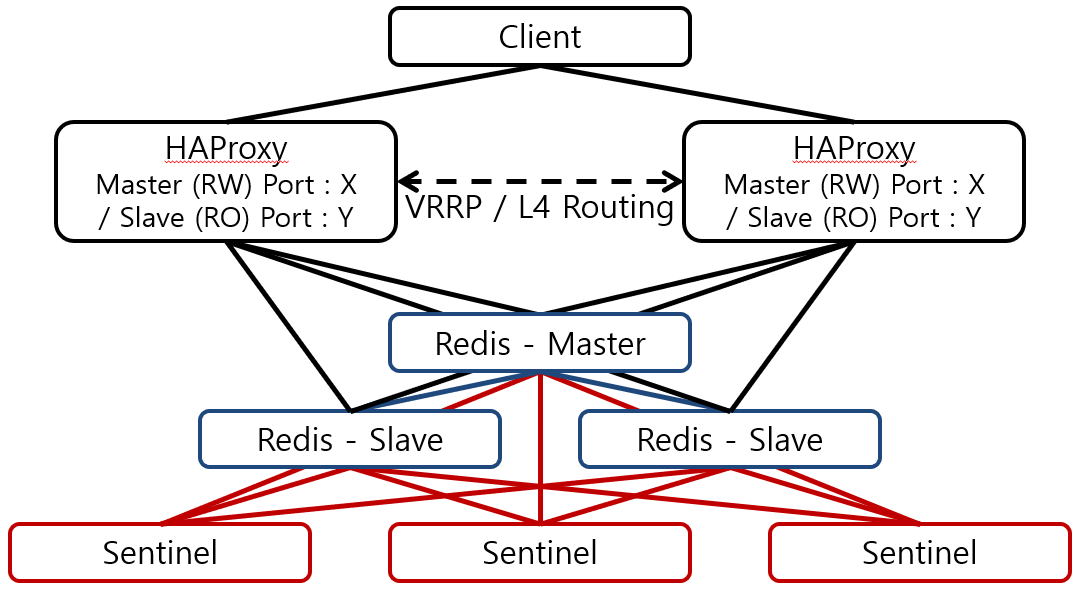 Client
HAProxy
Master (RW) Port : X
/ Slave (RO) Port : Y
VRRP / L4 Routing
HAProxy
Master (RW) Port : X
/ Slave (RO) Port : Y
Redis - Master
Redis - Slave
Redis - Slave
Sentinel
Sentinel
Sentinel